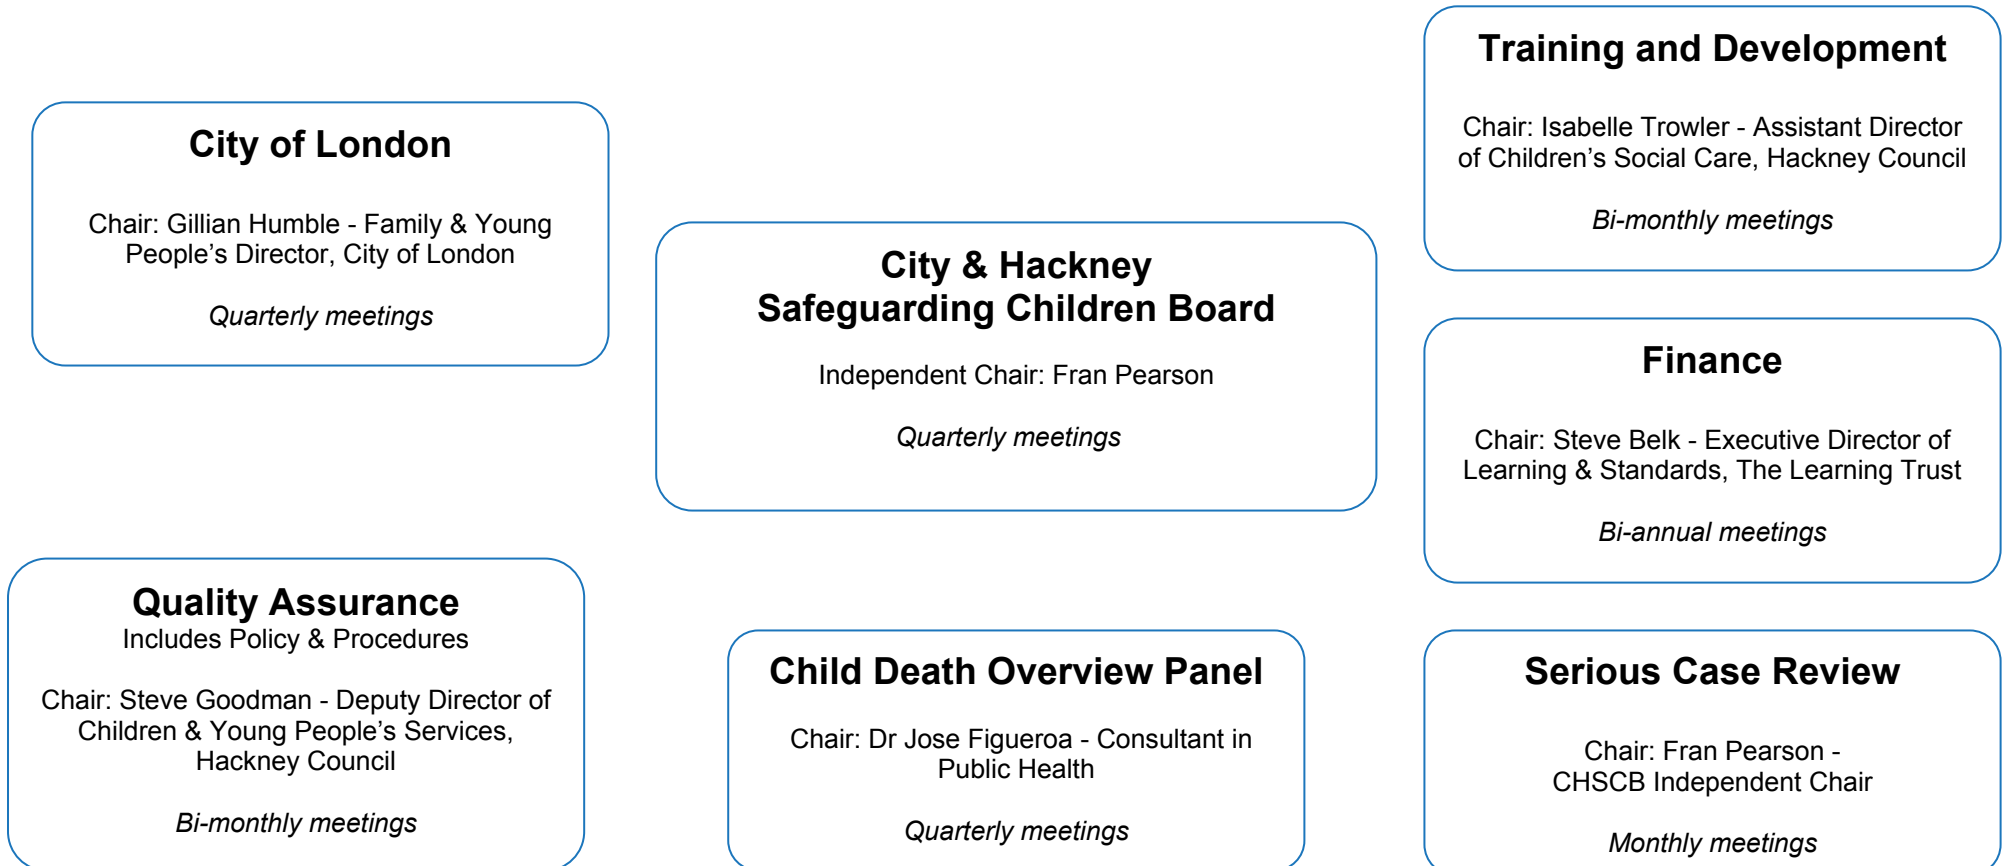 Training and Development
Chair: Isabelle Trowler - Assistant Director
of Children’s Social Care, Hackney Council
Bi-monthly meetings
City of London
Chair: Gillian Humble - Family & Young
People’s Director, City of London
Quarterly meetings
City & Hackney
Safeguarding Children Board
Independent Chair: Fran Pearson
Quarterly meetings
Finance
Chair: Steve Belk - Executive Director of
Learning & Standards, The Learning Trust
Bi-annual meetings
Quality Assurance
Includes Policy & Procedures
Chair: Steve Goodman - Deputy Director of
Children & Young People’s Services,
Hackney Council
Bi-monthly meetings
Child Death Overview Panel
Chair: Dr Jose Figueroa - Consultant in
Public Health
Quarterly meetings
Serious Case Review
Chair: Fran Pearson -
CHSCB Independent Chair
Monthly meetings